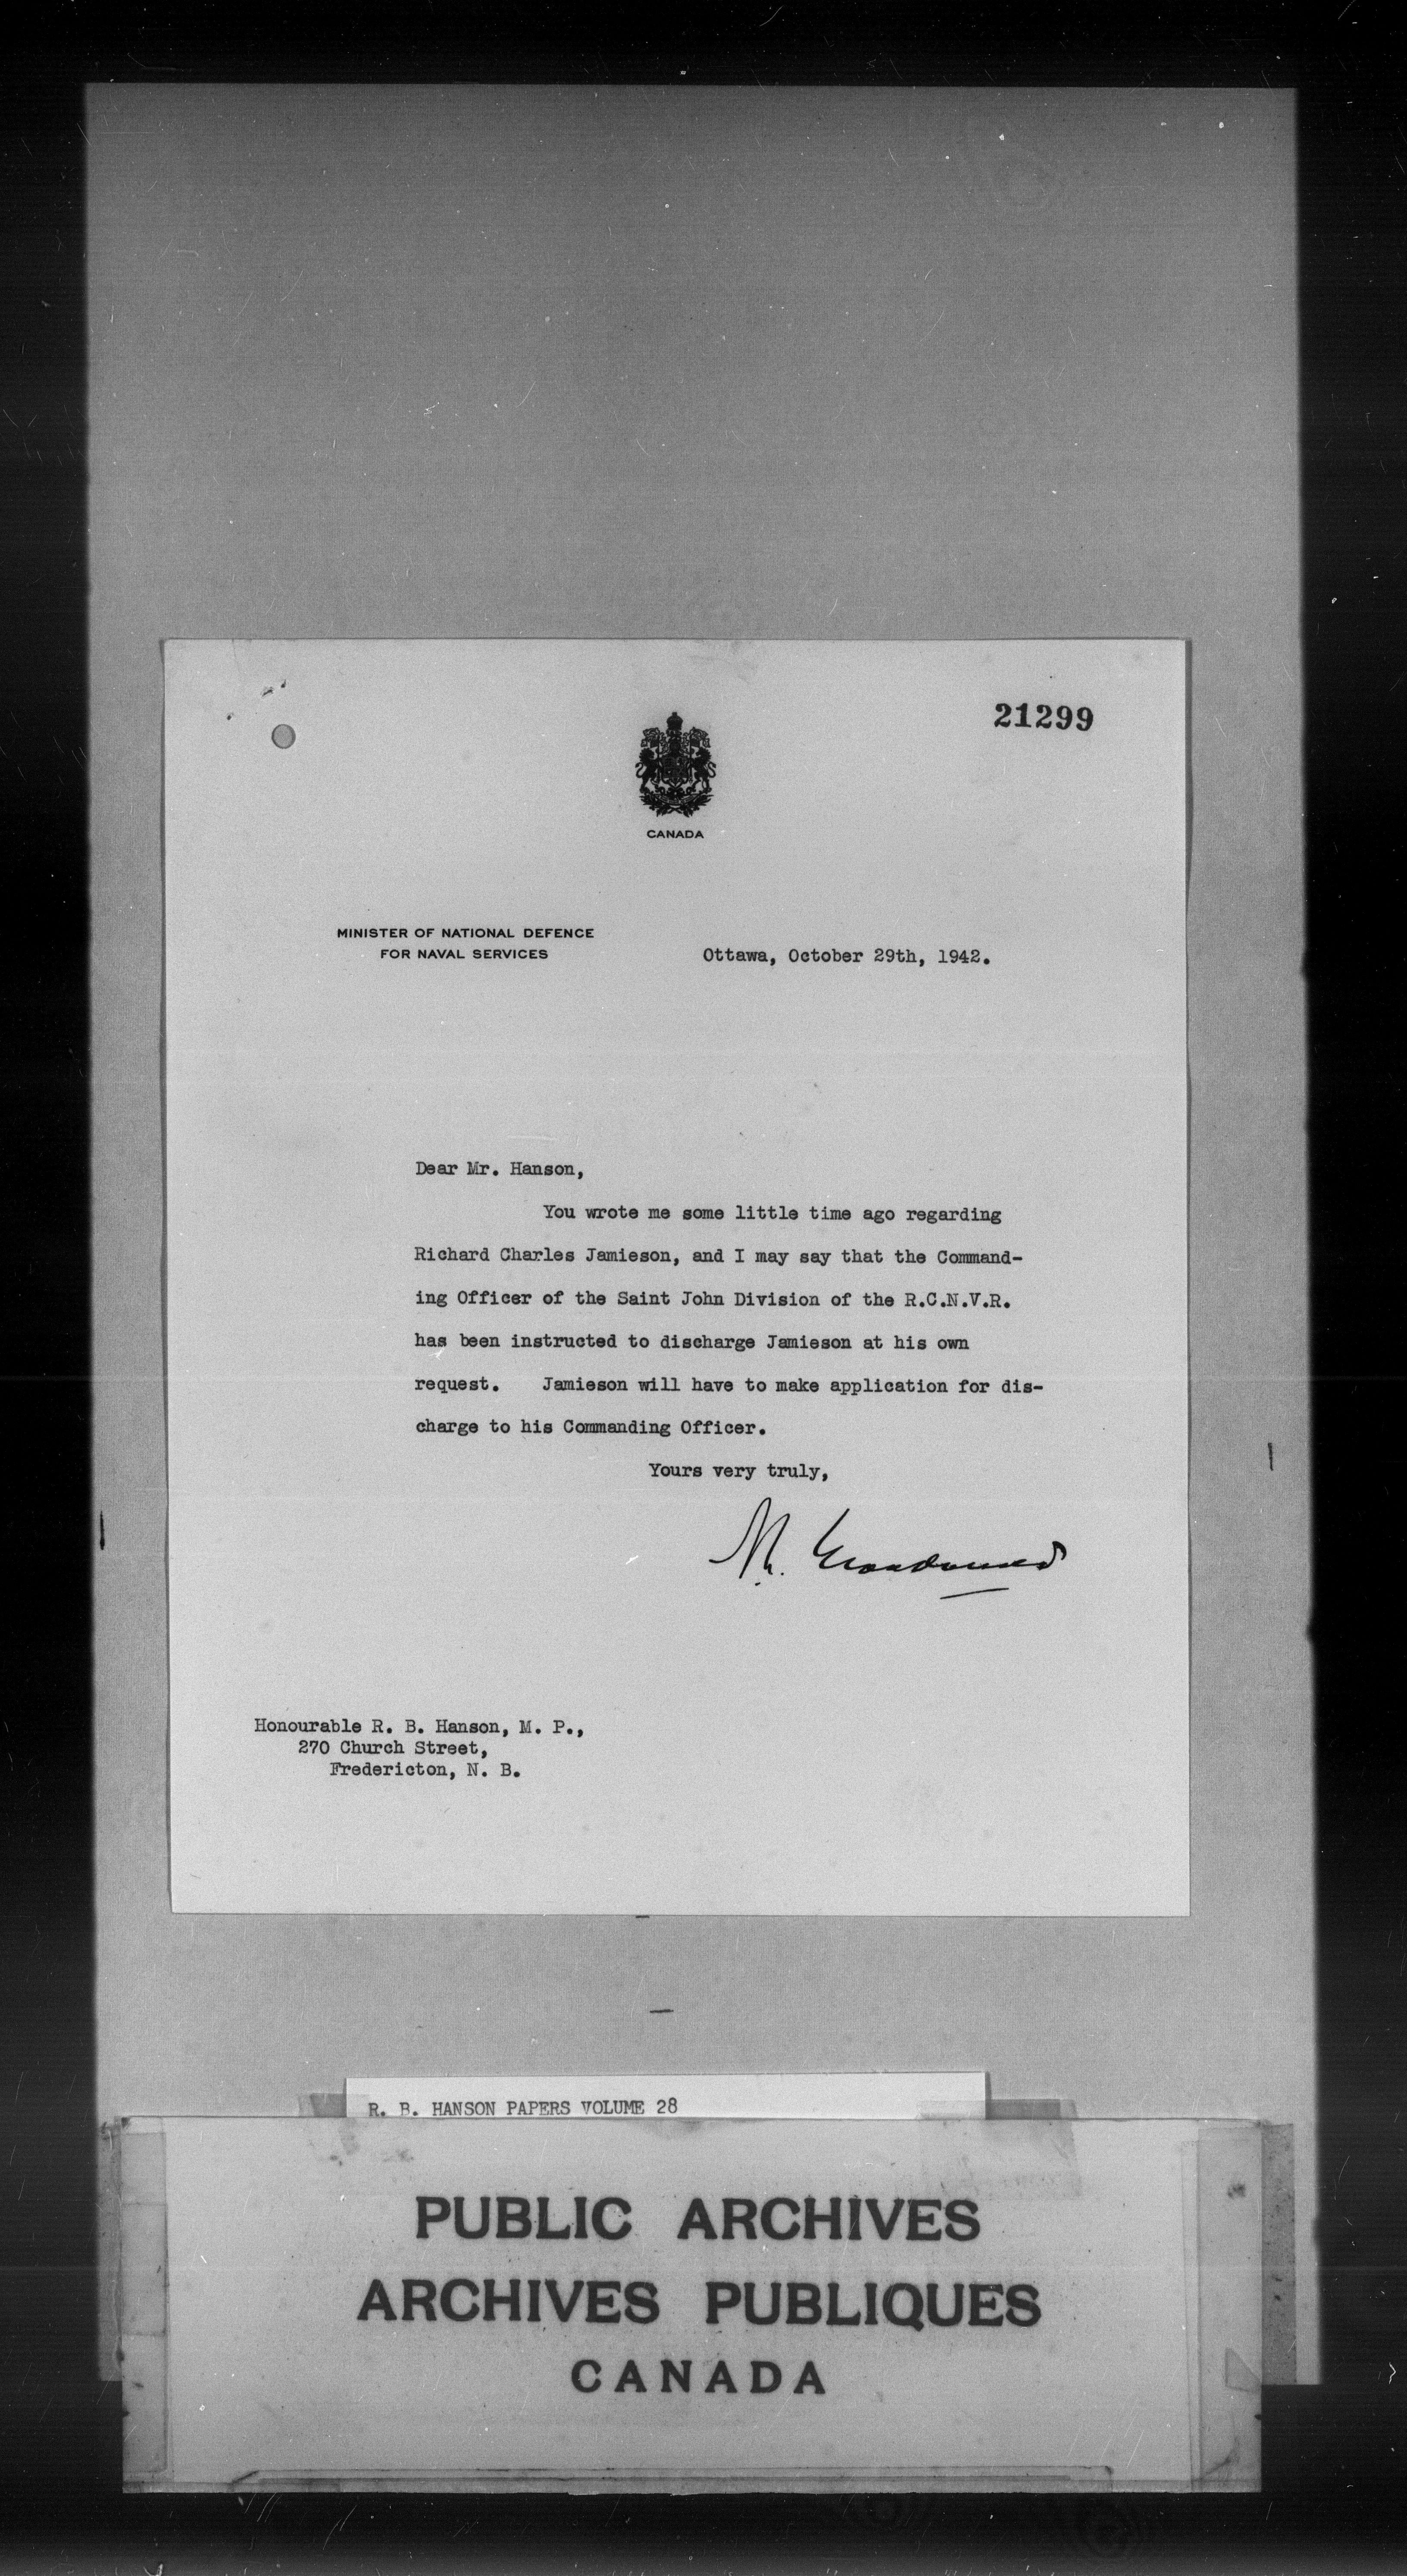 21299
CANADA
MINISTER OF NATIONAL DEFENCE
FOR NAVAL SERVICES
Ottawa, October 29th, 1942.
Dear Mr. Hanson,
You wrote me some little time ago regarding
Richard Charles Jamieson, and I may say that the Command-
ing Officer of the Saint John Division of the R.C.N.V.R.
has been instructed to discharge Jamieson at his own
request. Jamieson will have to make application for dis-
charge to his Commanding Officer.
Yours very truly,
Honourable R. B. Hanson, M. P.,
270 Church Street,
Fredericton, N. B.
R. B. HANSON PAPERS VOLUME 28
PUBLIC ARCHIVES
ARCHIVES PUBLIQUES
CANADA